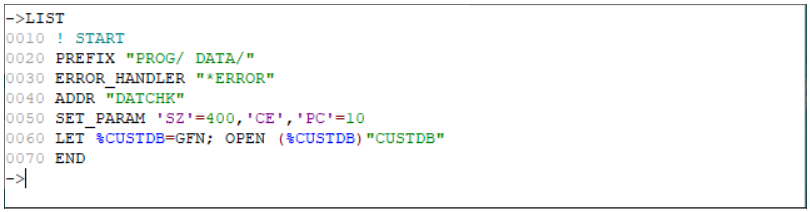 ->LIST
0010 ! START
0020 PREFIX "PROG/ DATA/"
0030 ERROR_HANDLER "*ERROR"
0040 ADDR "DATCHK"
0050 SET_PARAM 'SZ'=400,'CE','PC'=10
0060 LET %CUSTDB=GFN; OPEN (%CUSTDB)"CUSTDB"
0070 END
->